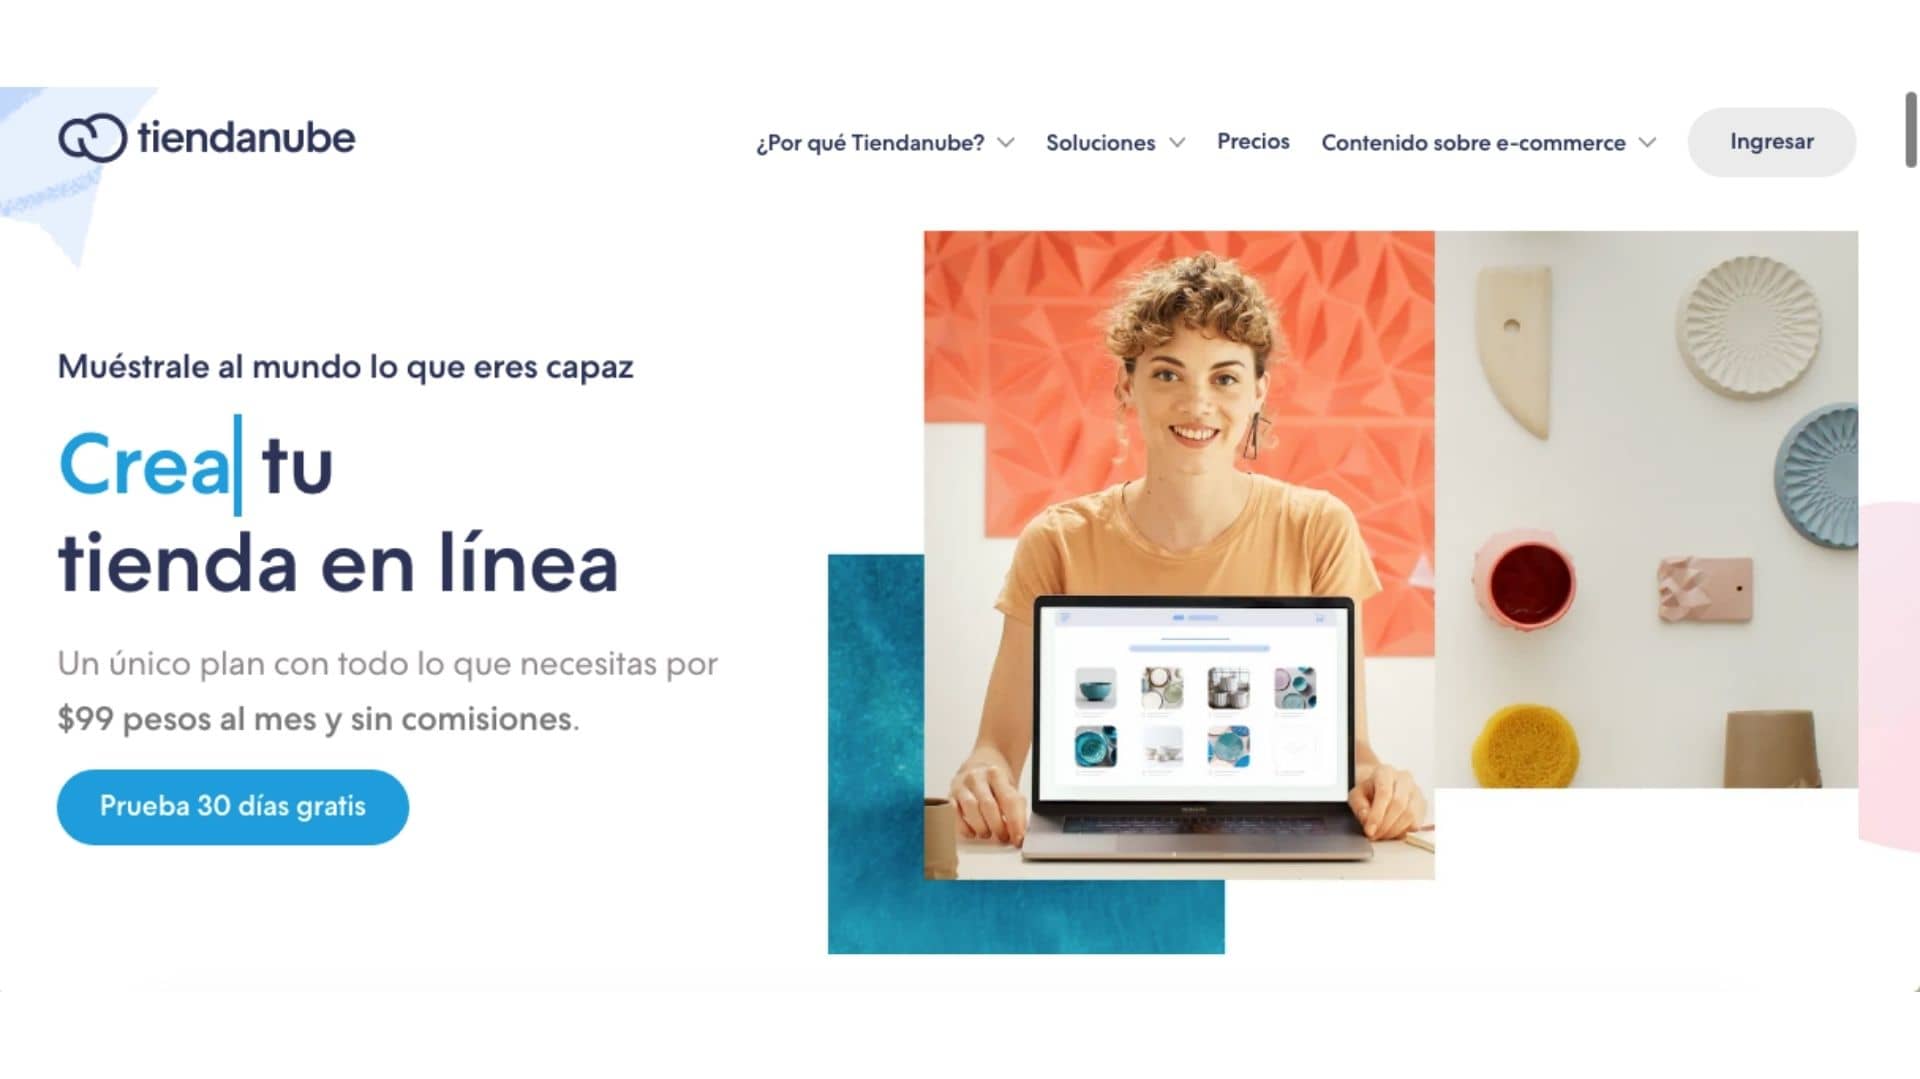 tiendanube
¿Por qué Tiendanube?
Soluciones
Precios
Contenido sobre e-commerce
Ingresar
Muéstrale al mundo lo que eres capaz
Crea tu
tienda en línea
Un único plan con todo lo que necesitas por
$99 pesos al mes y sin comisiones.
Prueba 30 días gratis